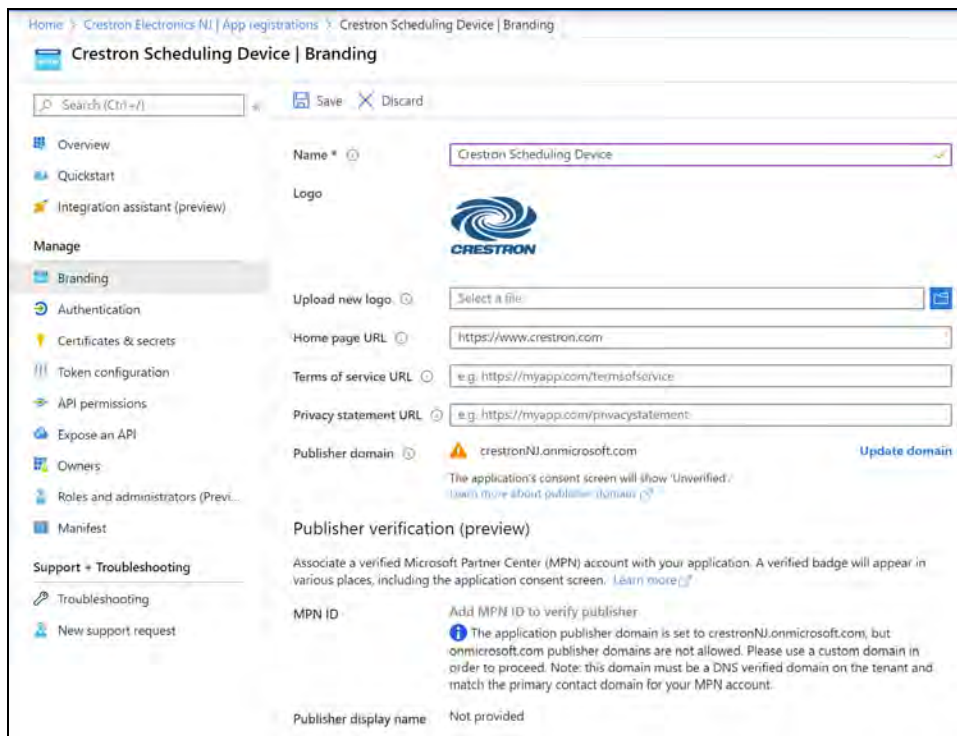 Home > Crestron Electronics NJ | App registrations > Crestron Scheduling Device | Branding
Crestron Scheduling Device | Branding
Search (Ctrl+/)
«
Save
Discard
Overview
Quickstart
Integration assistant (preview)
Manage
Branding
Authentication
Certificates & secrets
Token configuration
API permissions
Expose an API
Owners
Roles and administrators (Previ...
Manifest
Support + Troubleshooting
Troubleshooting
New support request
Name *
Crestron Scheduling Device
Logo
CRESTRON
Upload new logo
Select a file
Home page URL
https://www.crestron.com
Terms of service URL
e.g. https://myapp.com/termsofservice
Privacy statement URL
e.g. https://myapp.com/privacystatement
Publisher domain
crestronNJ.onmicrosoft.com
Update domain
The application's consent screen will show 'Unverified'.
Learn more about publisher domain
Publisher verification (preview)
Associate a verified Microsoft Partner Center (MPN) account with your application. A verified badge will appear in
various places, including the application consent screen. Learn more
MPN ID
Add MPN ID to verify publisher
The application publisher domain is set to crestronNJ.onmicrosoft.com, but
onmicrosoft.com publisher domains are not allowed. Please use a custom domain in
order to proceed. Note: this domain must be a DNS verified domain on the tenant and
match the primary contact domain for your MPN account.
Publisher display name
Not provided